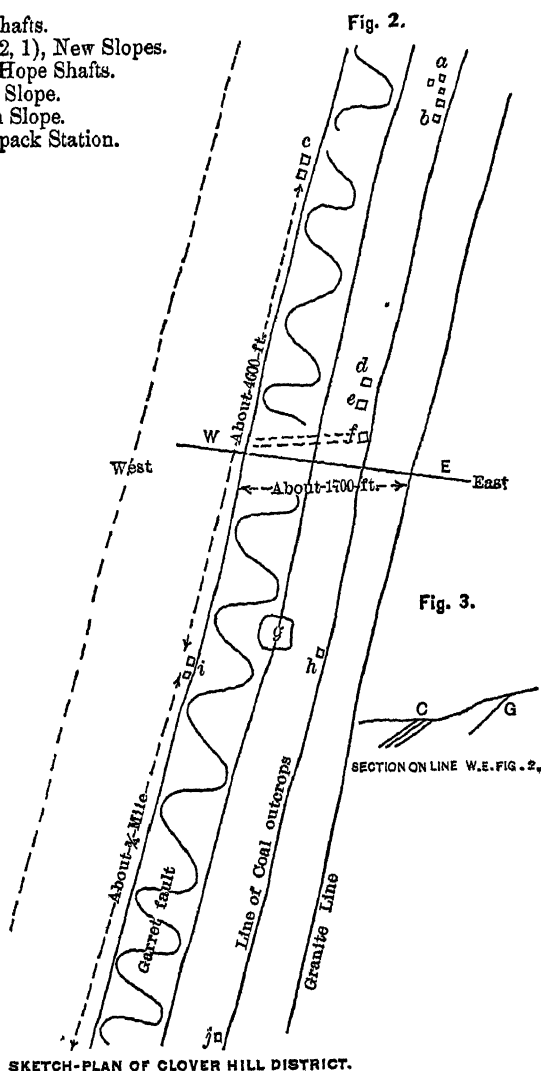 hafts.
2, 1), New Slopes.
Hope Shafts.
Slope.
Slope.
pack Station.
Fig. 2.
a
b
c
About 4600 ft.
d
e
f
W
E
West
East
About 1700 ft.
Fig. 3.
g
h
i
C
G
SECTION ON LINE W.E. FIG. 2.
About ¾ Mile
Garret fault
Line of Coal outcrops
Granite Line
j
SKETCH-PLAN OF CLOVER HILL DISTRICT.